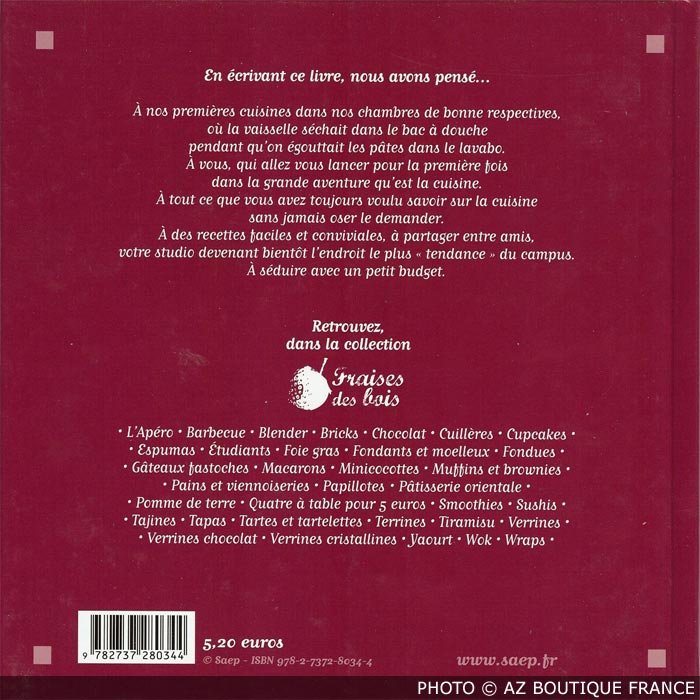 En écrivant ce livre, nous avons pensé...
À nos premières cuisines dans nos chambres de bonne respectives,
où la vaisselle séchait dans le bac à douche
pendant qu'on égouttait les pâtes dans le lavabo.
À vous, qui allez vous lancer pour la première fois
dans la grande aventure qu'est la cuisine.
À tout ce que vous avez toujours voulu savoir sur la cuisine
sans jamais oser le demander.
À des recettes faciles et conviviales, à partager entre amis,
votre studio devenant bientôt l'endroit le plus « tendance » du campus.
À séduire avec un petit budget.
Retrouvez,
dans la collection
Fraises
des bois
• L'Apéro • Barbecue • Blender • Bricks • Chocolat • Cuillères • Cupcakes •
• Espumas • Étudiants • Foie gras • Fondants et moelleux • Fondues •
• Gâteaux fastoches • Macarons • Minicocottes • Muffins et brownies •
• Pains et viennoiseries • Papillotes • Pâtisserie orientale •
• Pomme de terre • Quatre à table pour 5 euros • Smoothies • Sushis •
• Tajines • Tapas • Tartes et tartelettes • Terrines • Tiramisu • Verrines •
• Verrines chocolat • Verrines cristallines • Yaourt • Wok • Wraps •
9 782737 280344
5,20 euros
© Saep - ISBN 978-2-7372-8034-4
www.saep.fr
PHOTO © AZ BOUTIQUE FRANCE